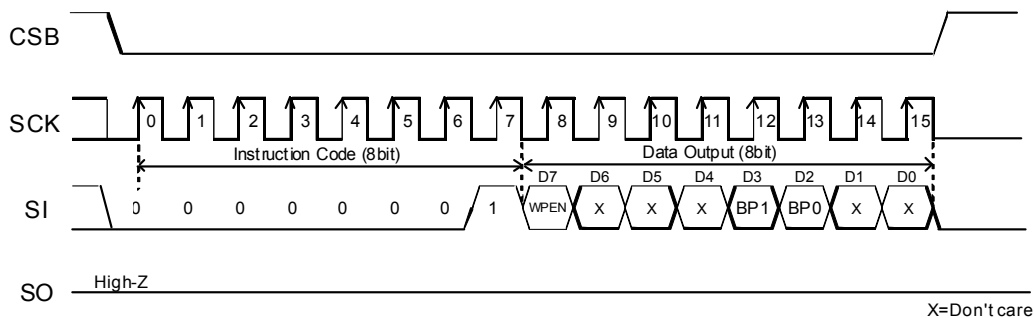 CSB
SCK 0 1 2 3 4 5 6 7 8 9 10 11 12 13 14 15
Instruction Code (8bit) Data Output (8bit)
D7 D6 D5 D4 D3 D2 D1 D0
SI 0 0 0 0 0 0 0 1 WPEN X X X BP1 BP0 X X
High-Z
SO
X=Don't care